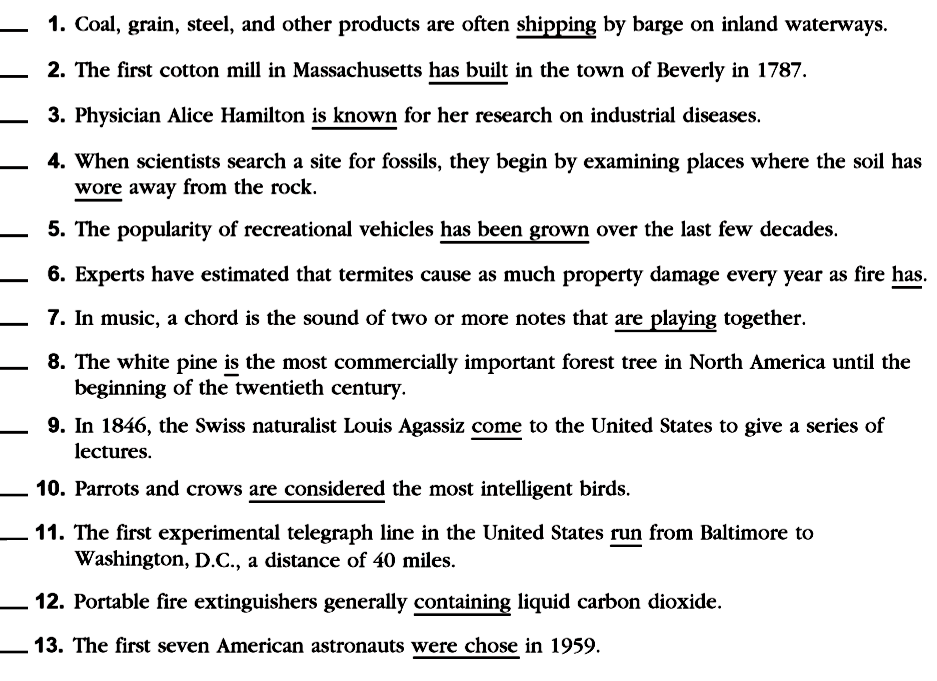 1. Coal, grain, steel, and other products are often shipping by barge on inland waterways.
2. The first cotton mill in Massachusetts has built in the town of Beverly in 1787.
3. Physician Alice Hamilton is known for her research on industrial diseases.
4. When scientists search a site for fossils, they begin by examining places where the soil has
wore away from the rock.
5. The popularity of recreational vehicles has been grown over the last few decades.
6. Experts have estimated that termites cause as much property damage every year as fire has.
7. In music, a chord is the sound of two or more notes that are playing together.
8. The white pine is the most commercially important forest tree in North America until the
beginning of the twentieth century.
9. In 1846, the Swiss naturalist Louis Agassiz come to the United States to give a series of
lectures.
10. Parrots and crows are considered the most intelligent birds.
11. The first experimental telegraph line in the United States run from Baltimore to
Washington, D.C., a distance of 40 miles.
12. Portable fire extinguishers generally containing liquid carbon dioxide.
13. The first seven American astronauts were chose in 1959.